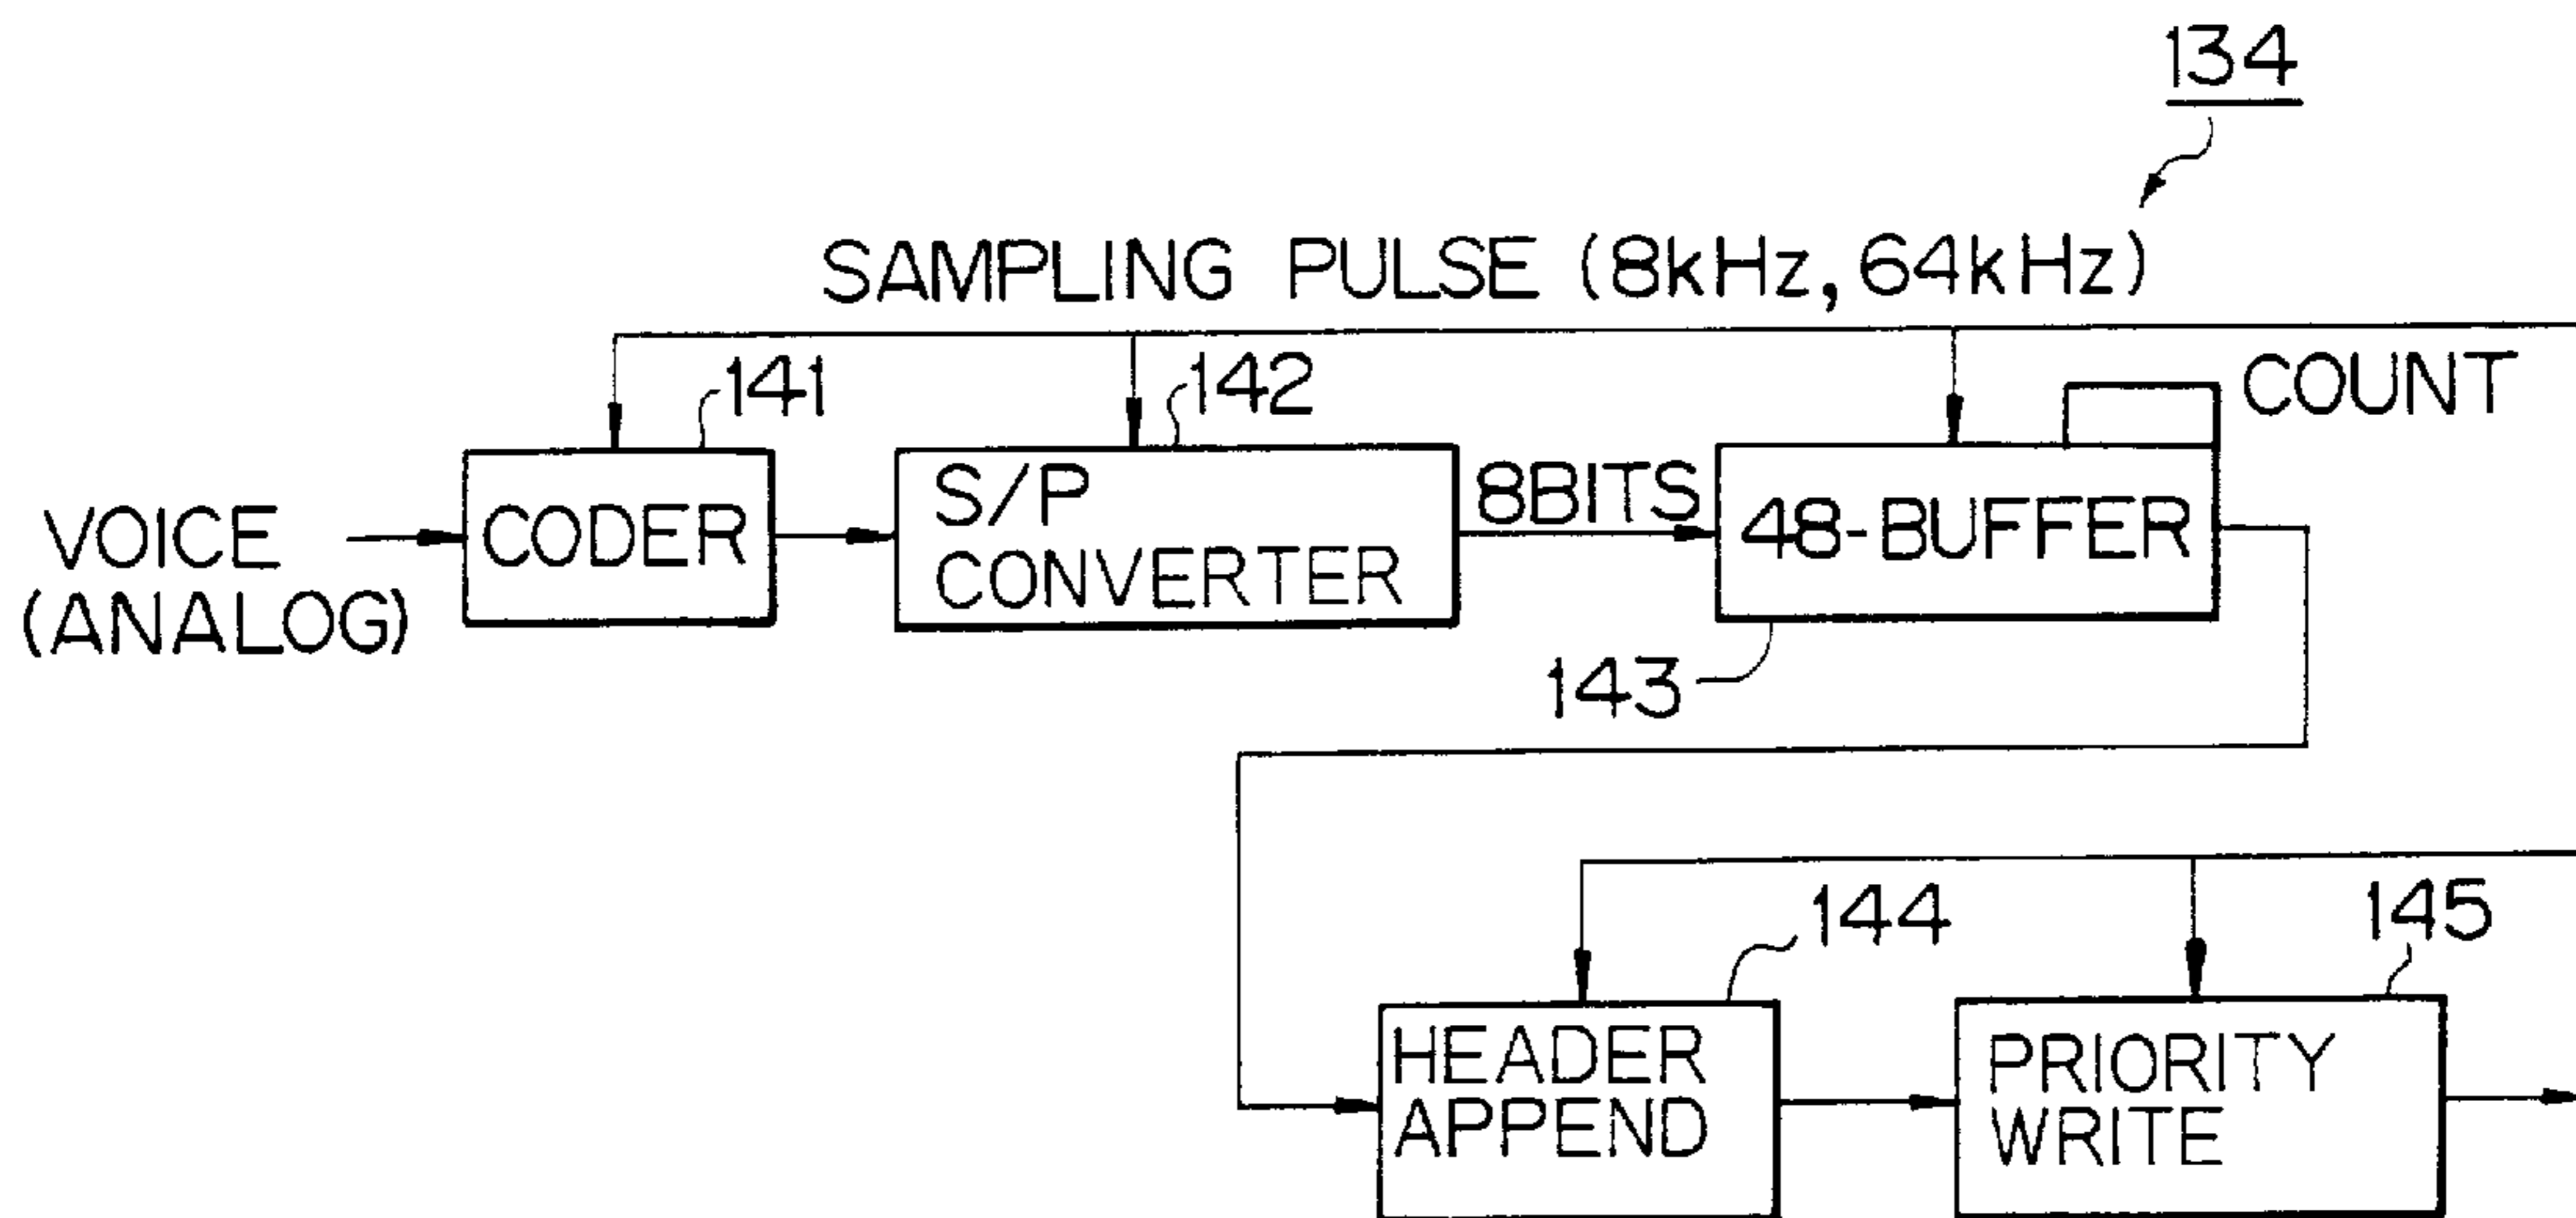 134
SAMPLING PULSE (8kHz, 64kHz)
141
142
COUNT
VOICE
(ANALOG)
CODER
S/P
CONVERTER
8BITS
48-BUFFER
143
144
145
HEADER
APPEND
PRIORITY
WRITE